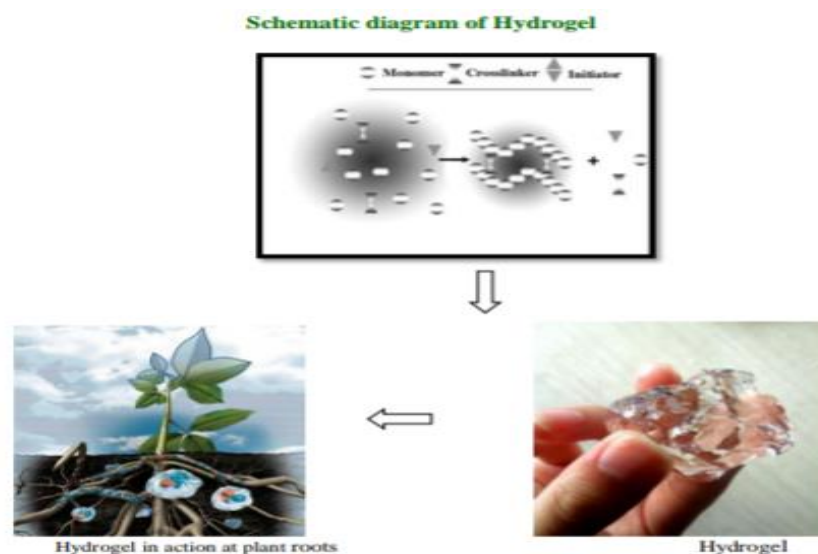 Schematic diagram of Hydrogel
Monomer Crosslinker Initiator
+
Hydrogel in action at plant roots
Hydrogel